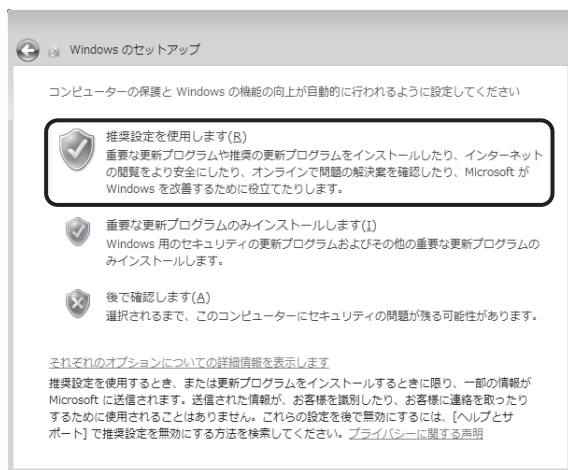 Windows のセットアップ
コンピューターの保護と Windows の機能の向上が自動的に行われるように設定してください
推奨設定を使用します(R)
重要な更新プログラムや推奨の更新プログラムをインストールしたり、インターネット
の閲覧をより安全にしたり、オンラインで問題の解決案を確認したり、Microsoft が
Windows を改善するために役立てたりします。
重要な更新プログラムのみインストールします(I)
Windows 用のセキュリティの更新プログラムおよびその他の重要な更新プログラムの
みインストールします。
後で確認します(A)
選択されるまで、このコンピューターにセキュリティの問題が残る可能性があります。
それぞれのオプションについての詳細情報を表示します
推奨設定を使用するとき、または更新プログラムをインストールするときに限り、一部の情報が
Microsoft に送信されます。送信された情報が、お客様を識別したり、お客様に連絡を取ったり
するために使用されることはありません。これらの設定を後で無効にするには、[ヘルプとサ
ポート] で推奨設定を無効にする方法を検索してください。プライバシーに関する声明